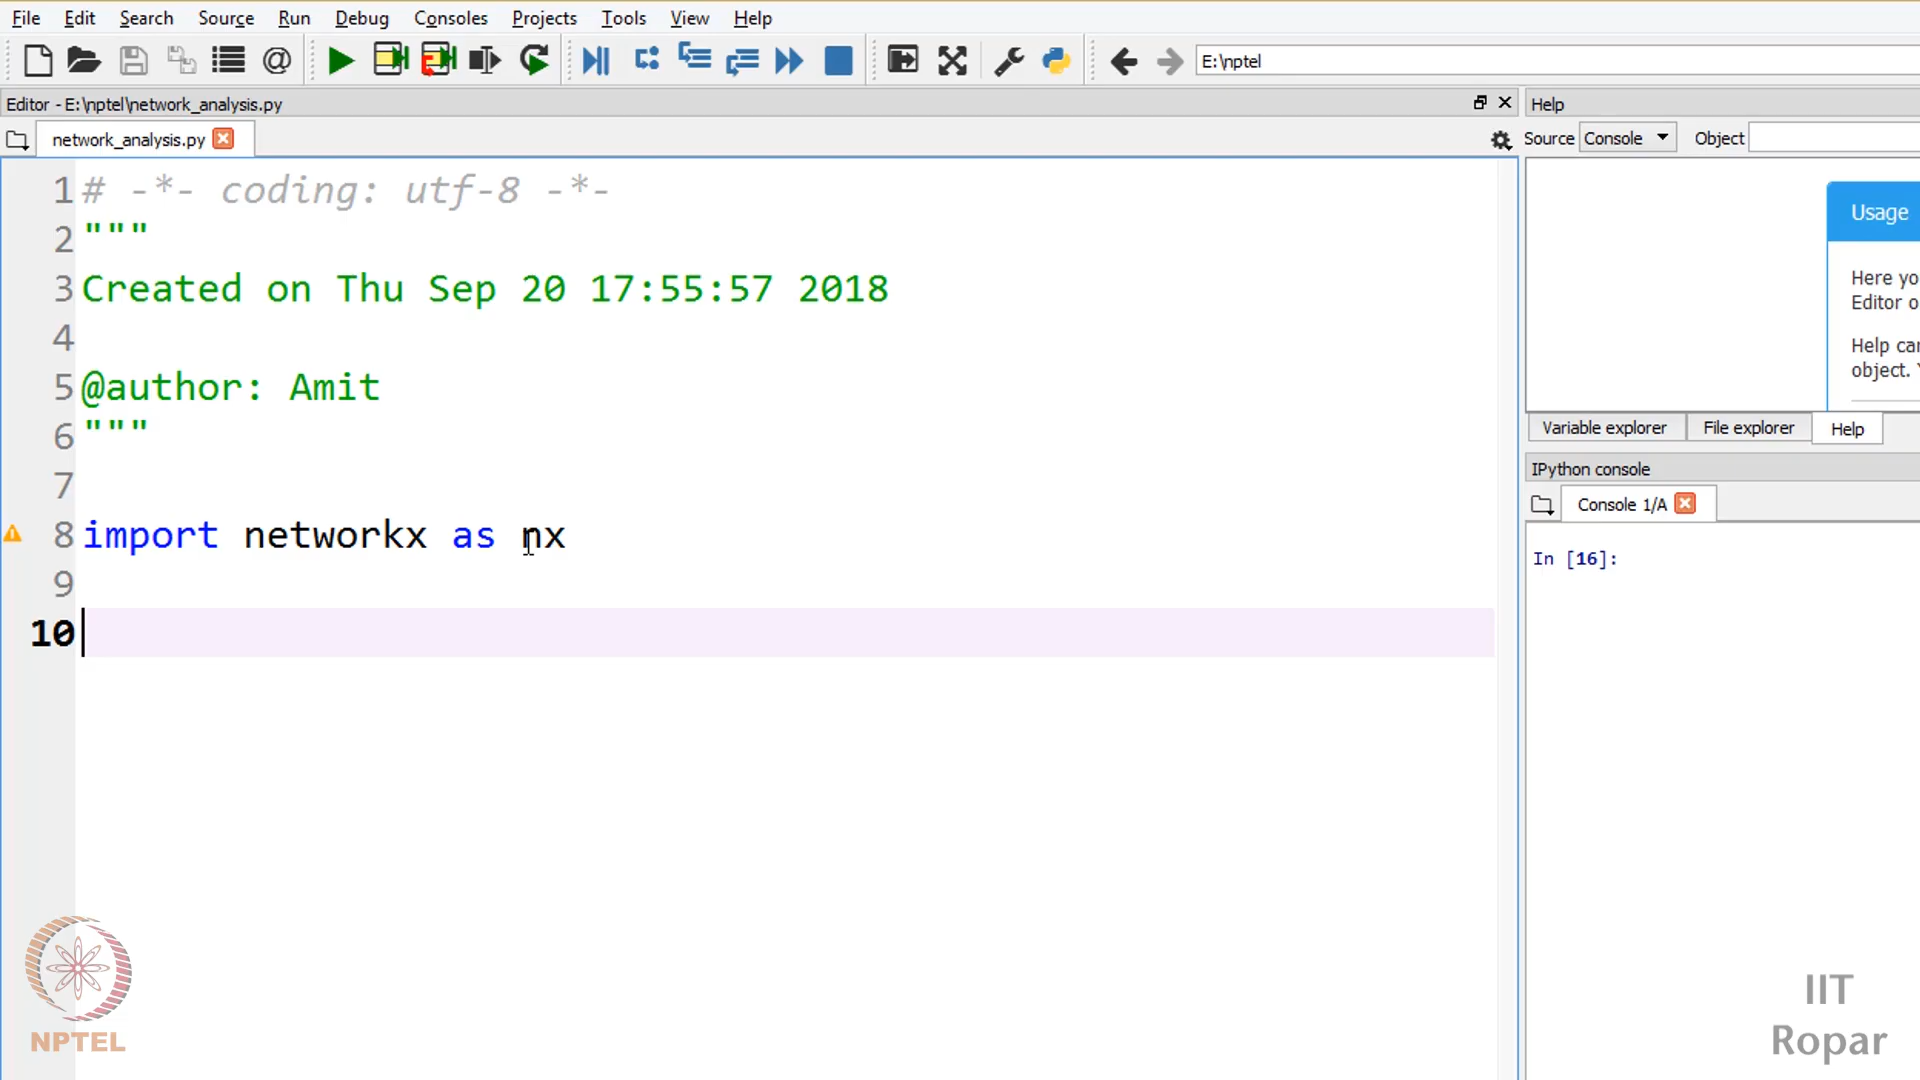 File Edit Search Source Run Debug Consoles Projects Tools View Help
E:\nptel
Editor - E:\nptel\network_analysis.py
Help
network_analysis.py
Source Console Object
1 # -*- coding: utf-8 -*-
2 """
3 Created on Thu Sep 20 17:55:57 2018
4
5 @author: Amit
6 """
7
8 import networkx as nx
9
10
Usage
Here yo
Editor o
Help car
object.
Variable explorer File explorer Help
IPython console
Console 1/A
In [16]:
NPTEL
IIT
Ropar